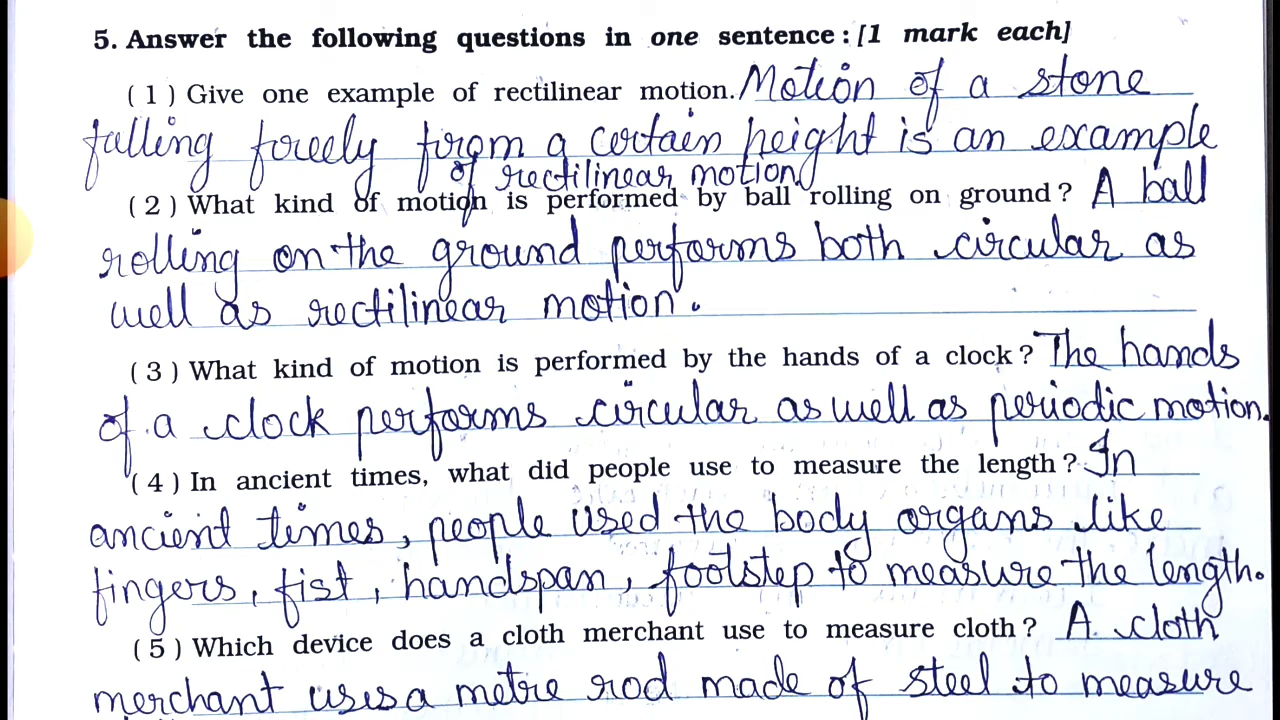 5. Answer the following questions in one sentence : [1 mark each]
( 1 ) Give one example of rectilinear motion. Motion of a stone
falling freely from a certain height is an example
of rectilinear motion.
( 2 ) What kind of motion is performed by ball rolling on ground ? A ball
rolling on the ground performs both circular as
well as rectilinear motion.
( 3 ) What kind of motion is performed by the hands of a clock ? The hands
of a clock performs circular as well as periodic motion.
( 4 ) In ancient times, what did people use to measure the length ? In
ancient times, people used the body organs like
fingers, fist, handspan, footstep to measure the length.
( 5 ) Which device does a cloth merchant use to measure cloth ? A cloth
merchant uses a metre rod made of steel to measure